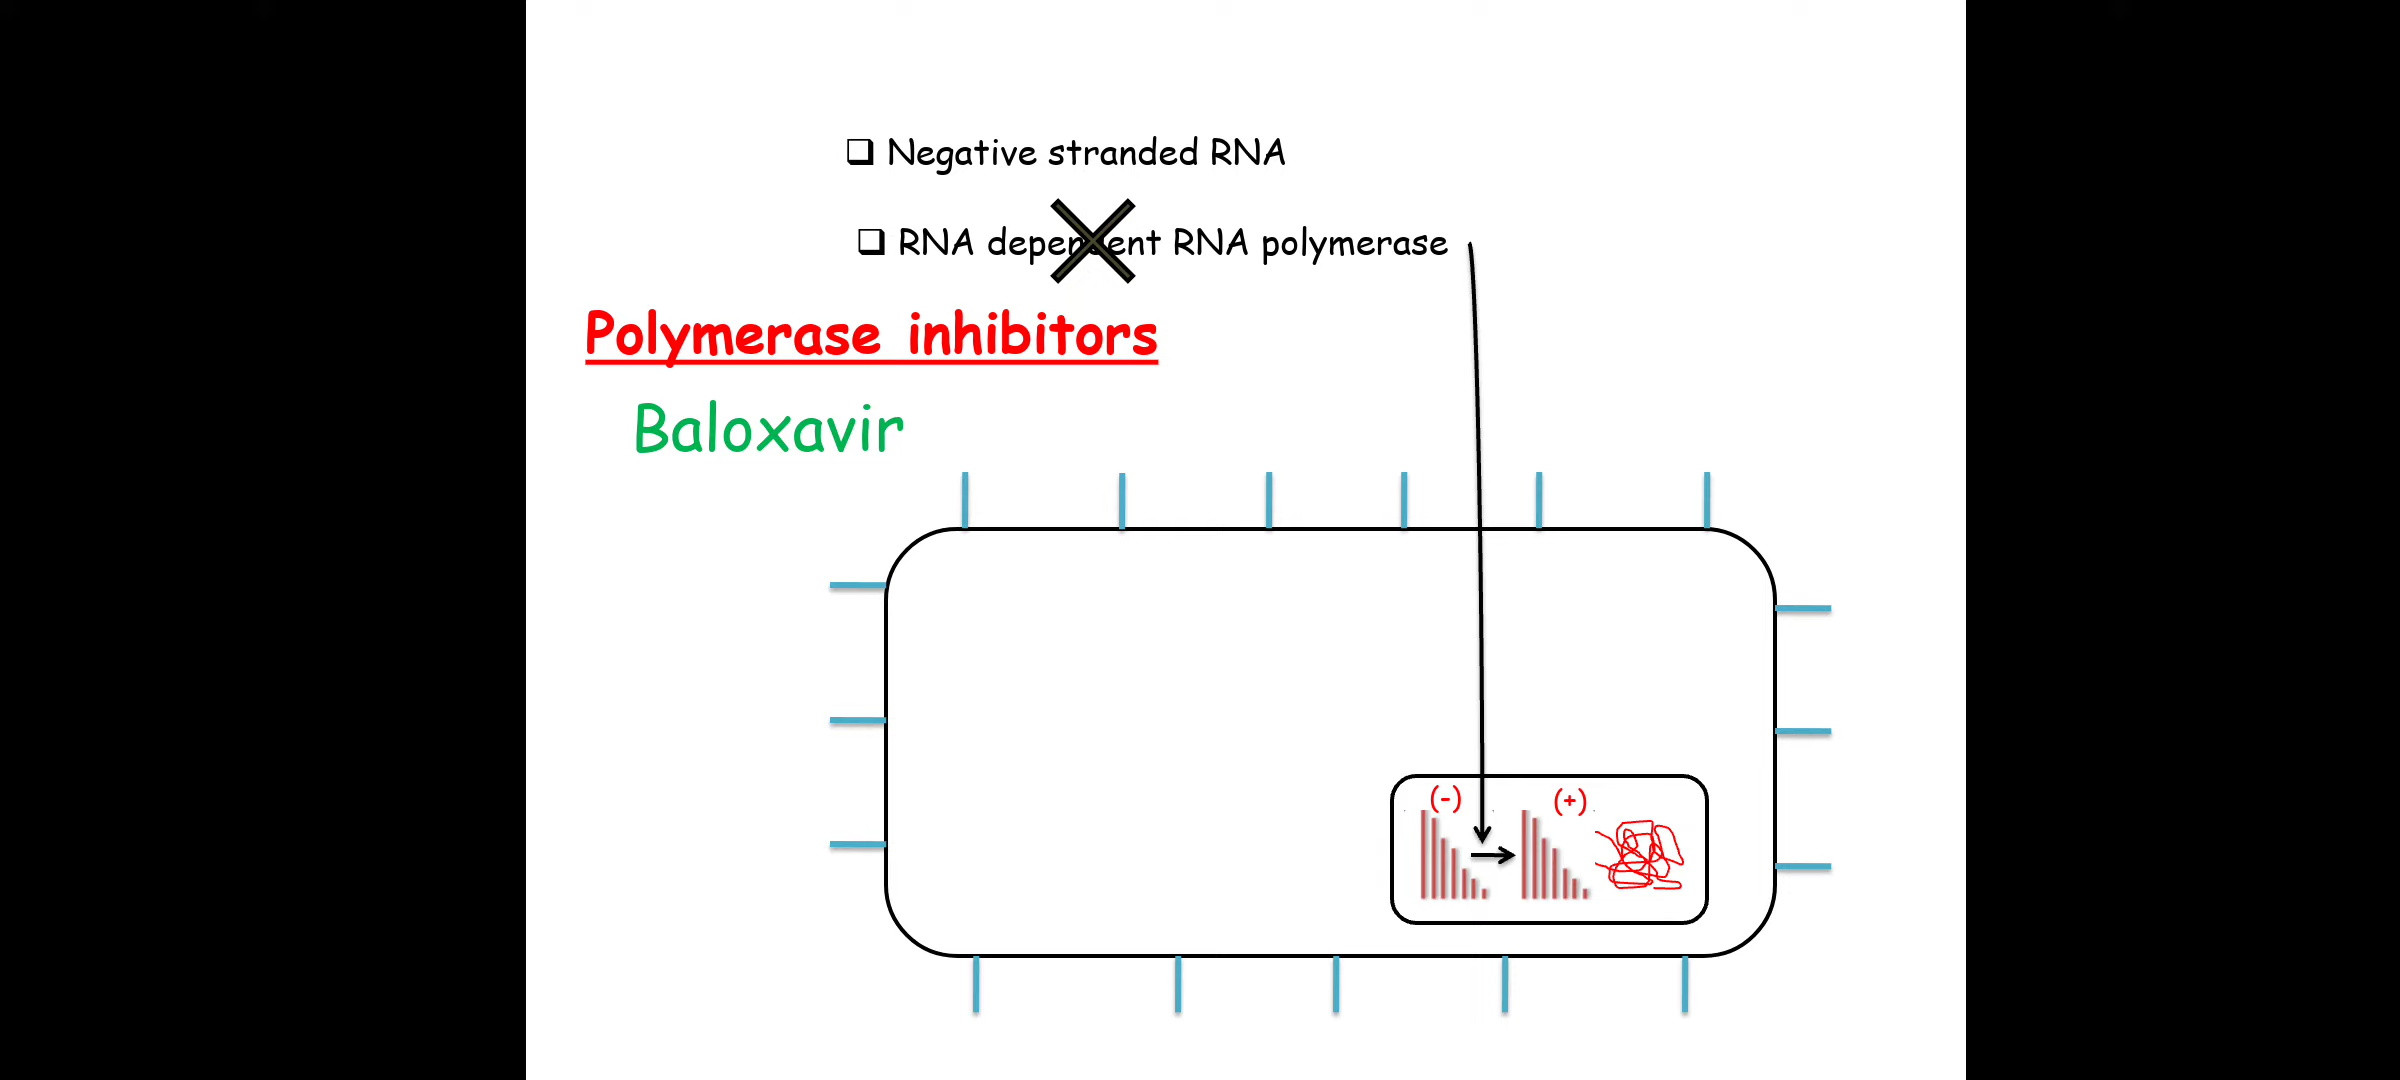 ❑ Negative stranded RNA
❑ RNA dependent RNA polymerase
Polymerase inhibitors
Baloxavir
(-) (+)